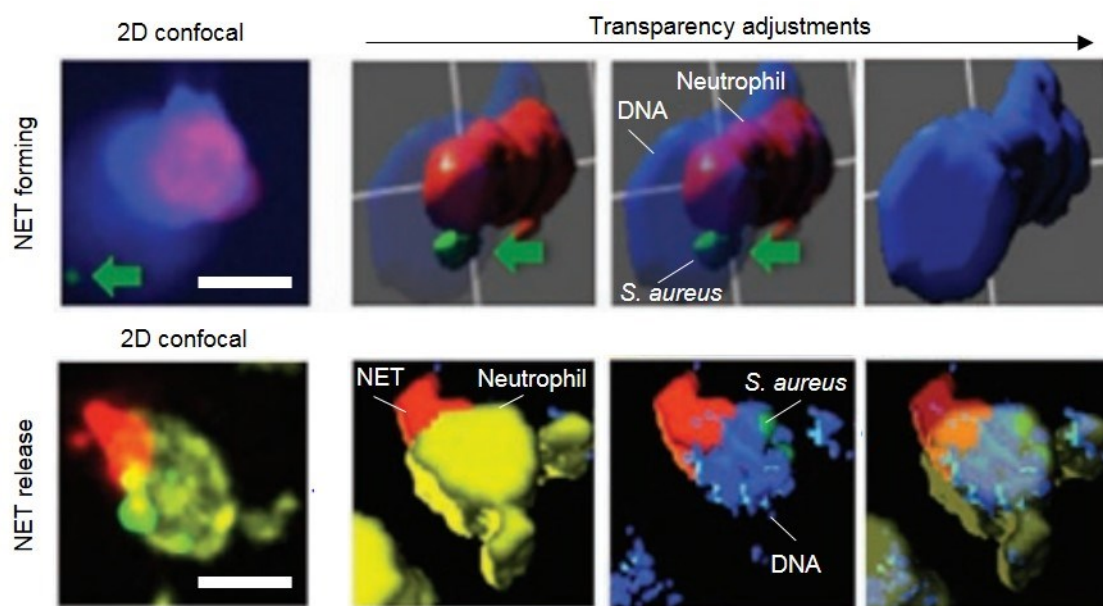 2D confocal
Transparency adjustments
NET forming
DNA
Neutrophil
S. aureus
2D confocal
NET release
NET
Neutrophil
S. aureus
DNA